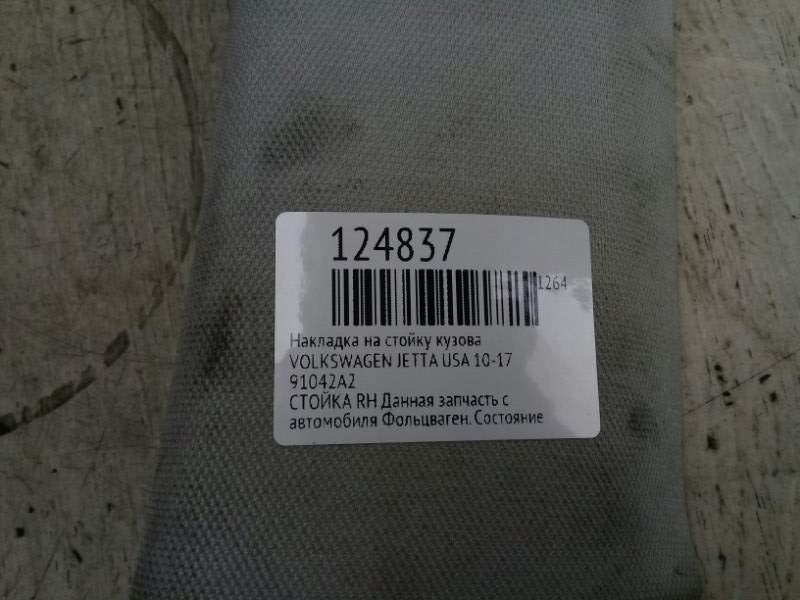 124837
1264
Накладка на стойку кузова
VOLKSWAGEN JETTA USA 10-17
91042A2
СТОЙКА RH Данная запчасть с
автомобиля Фольцваген. Состояние